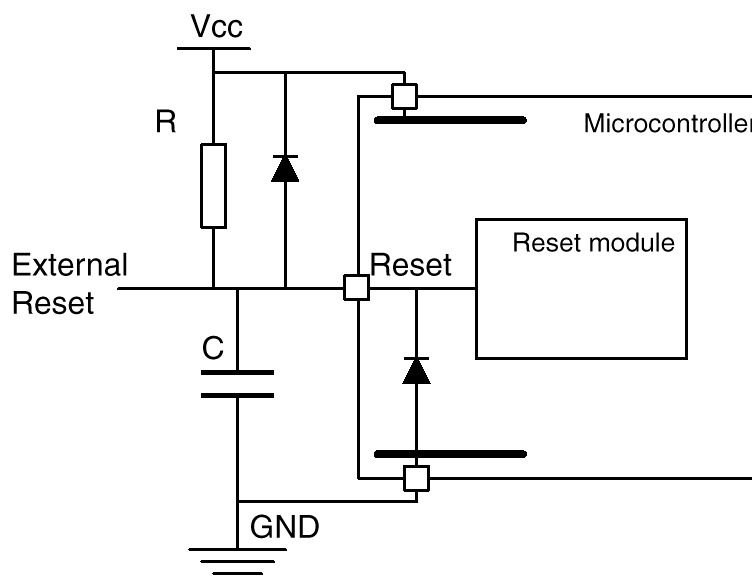 Vcc
R
Microcontroller
Reset module
External
Reset
Reset
C
GND